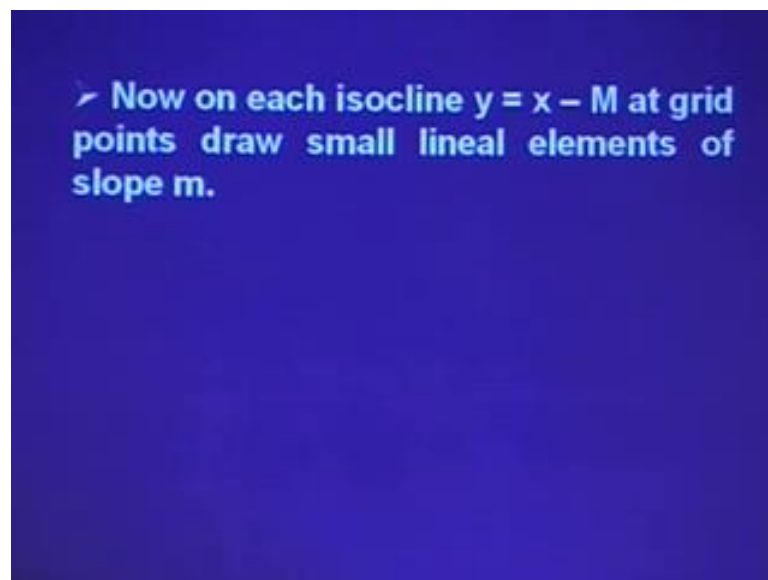 ➤ Now on each isocline y = x – M at grid
points draw small lineal elements of
slope m.